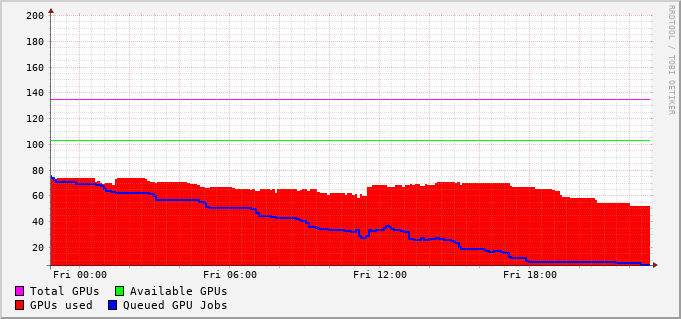 200
180
160
140
120
100
80
60
40
20
Fri 00:00 Fri 06:00 Fri 12:00 Fri 18:00
Total GPUs Available GPUs
GPUs used Queued GPU Jobs
RRDTOOL / TOBI OETIKER